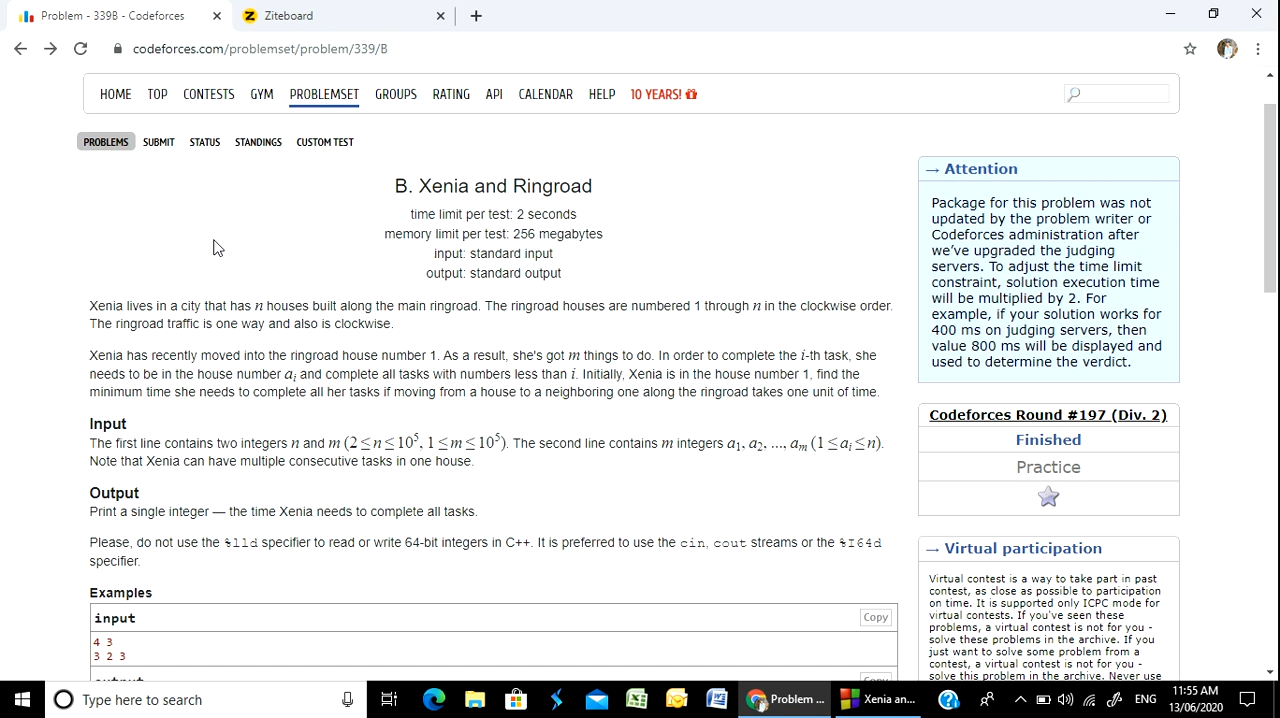 Problem - 339B - Codeforces
Ziteboard
codeforces.com/problemset/problem/339/B
HOME TOP CONTESTS GYM PROBLEMSET GROUPS RATING API CALENDAR HELP 10 YEARS!
PROBLEMS SUBMIT STATUS STANDINGS CUSTOM TEST
B. Xenia and Ringroad
time limit per test: 2 seconds
memory limit per test: 256 megabytes
input: standard input
output: standard output
Xenia lives in a city that has n houses built along the main ringroad. The ringroad houses are numbered 1 through n in the clockwise order.
The ringroad traffic is one way and also is clockwise.
Xenia has recently moved into the ringroad house number 1. As a result, she's got m things to do. In order to complete the i-th task, she
needs to be in the house number aᵢ and complete all tasks with numbers less than i. Initially, Xenia is in the house number 1, find the
minimum time she needs to complete all her tasks if moving from a house to a neighboring one along the ringroad takes one unit of time.
Input
The first line contains two integers n and m (2 ≤ n ≤ 10⁵, 1 ≤ m ≤ 10⁵). The second line contains m integers a₁, a₂, ..., aₘ (1 ≤ aᵢ ≤ n).
Note that Xenia can have multiple consecutive tasks in one house.
Output
Print a single integer — the time Xenia needs to complete all tasks.
Please, do not use the %lld specifier to read or write 64-bit integers in C++. It is preferred to use the cin, cout streams or the %I64d
specifier.
Examples
input
Copy
4 3
3 2 3
output
Copy
→ Attention
Package for this problem was not
updated by the problem writer or
Codeforces administration after
we've upgraded the judging
servers. To adjust the time limit
constraint, solution execution time
will be multiplied by 2. For
example, if your solution works for
400 ms on judging servers, then
value 800 ms will be displayed and
used to determine the verdict.
Codeforces Round #197 (Div. 2)
Finished
Practice
→ Virtual participation
Virtual contest is a way to take part in past
contest, as close as possible to participation
on time. It is supported only ICPC mode for
virtual contests. If you've seen these
problems, a virtual contest is not for you -
solve these problems in the archive. If you
just want to solve some problem from a
contest, a virtual contest is not for you -
solve this problem in the archive. Never use
Type here to search
Problem ...
Xenia an...
ENG
11:55 AM
13/06/2020